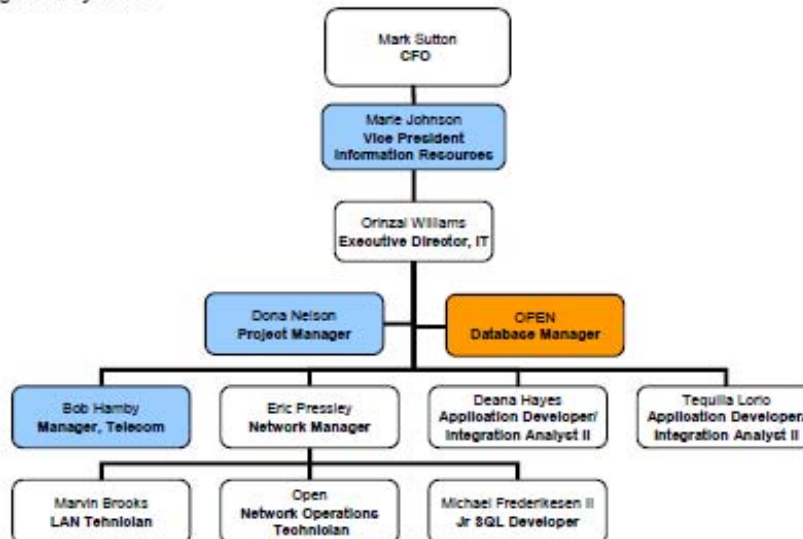 Mark Sutton
CFO
Marie Johnson
Vice President
Information Resources
Orinzal Williams
Executive Director, IT
Dona Nelson
Project Manager
OPEN
Database Manager
Bob Hamby
Manager, Telecom
Eric Pressley
Network Manager
Deana Hayes
Application Developer/
Integration Analyst II
Tequilla Lorio
Application Developer/
Integration Analyst II
Marvin Brooks
LAN Tehnician
Open
Network Operations
Technician
Michael Frederiksen II
Jr SQL Developer